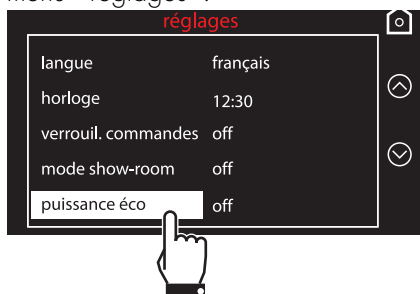 réglages
langue français
horloge 12:30
verrouil. commandes off
mode show-room off
puissance éco off